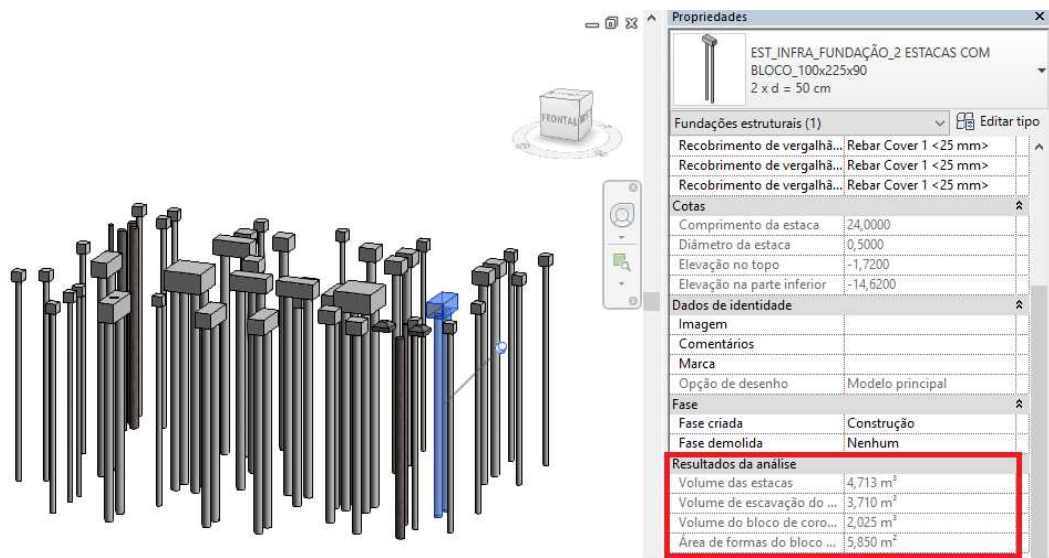 Propriedades
EST_INFRA_FUNDAÇÃO_2 ESTACAS COM
BLOCO_100x225x90
2 x d = 50 cm
Fundações estruturais (1)
Editar tipo
Recobrimento de vergalhã... Rebar Cover 1 <25 mm>
Recobrimento de vergalhã... Rebar Cover 1 <25 mm>
Recobrimento de vergalhã... Rebar Cover 1 <25 mm>
Cotas
Comprimento da estaca 24,0000
Diâmetro da estaca 0,5000
Elevação no topo -1,7200
Elevação na parte inferior -14,6200
Dados de identidade
Imagem
Comentários
Marca
Opção de desenho Modelo principal
Fase
Fase criada Construção
Fase demolida Nenhum
Resultados da análise
Volume das estacas 4,713 m³
Volume de escavação do ... 3,710 m³
Volume do bloco de coro... 2,025 m³
Área de formas do bloco ... 5,850 m²
FRONTAL